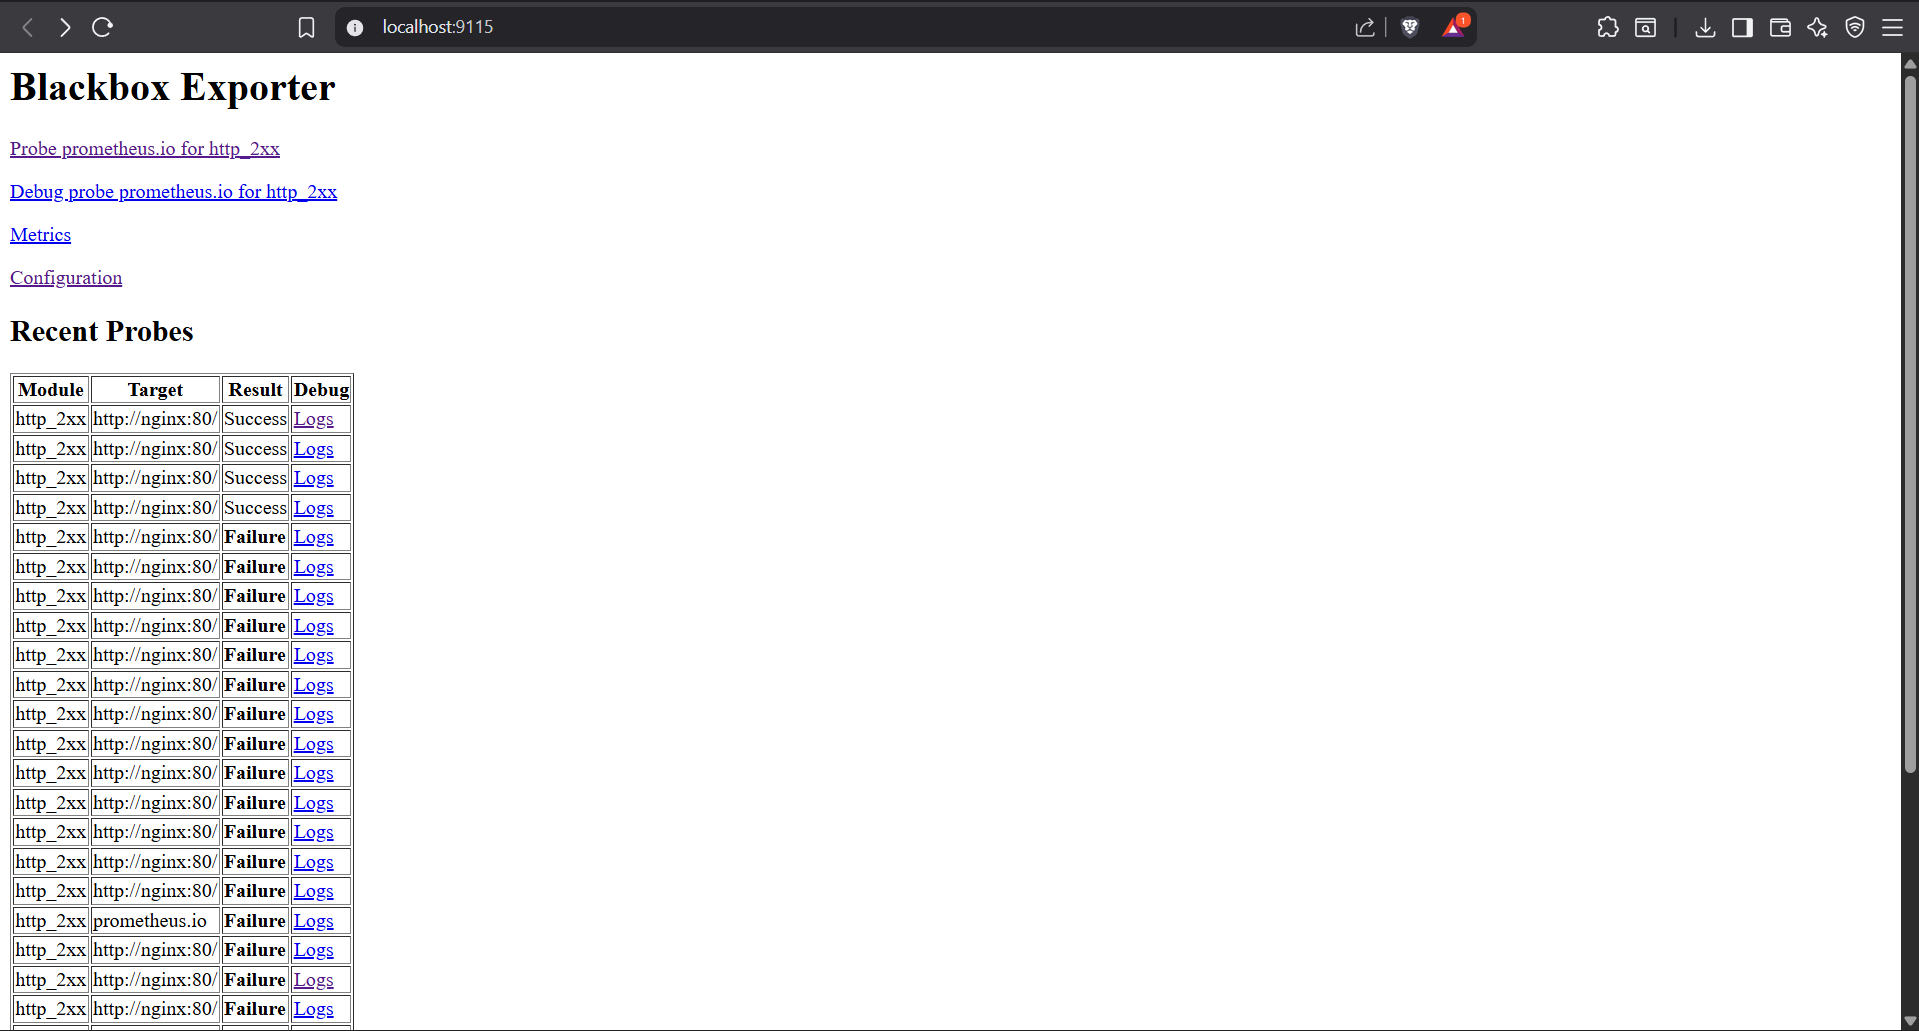 localhost:9115
1
Blackbox Exporter
Probe prometheus.io for http_2xx
Debug probe prometheus.io for http_2xx
Metrics
Configuration
Recent Probes
Module Target Result Debug
http_2xx http://nginx:80/ Success Logs
http_2xx http://nginx:80/ Success Logs
http_2xx http://nginx:80/ Success Logs
http_2xx http://nginx:80/ Success Logs
http_2xx http://nginx:80/ Failure Logs
http_2xx http://nginx:80/ Failure Logs
http_2xx http://nginx:80/ Failure Logs
http_2xx http://nginx:80/ Failure Logs
http_2xx http://nginx:80/ Failure Logs
http_2xx http://nginx:80/ Failure Logs
http_2xx http://nginx:80/ Failure Logs
http_2xx http://nginx:80/ Failure Logs
http_2xx http://nginx:80/ Failure Logs
http_2xx http://nginx:80/ Failure Logs
http_2xx http://nginx:80/ Failure Logs
http_2xx http://nginx:80/ Failure Logs
http_2xx http://nginx:80/ Failure Logs
http_2xx prometheus.io Failure Logs
http_2xx http://nginx:80/ Failure Logs
http_2xx http://nginx:80/ Failure Logs
http_2xx http://nginx:80/ Failure Logs